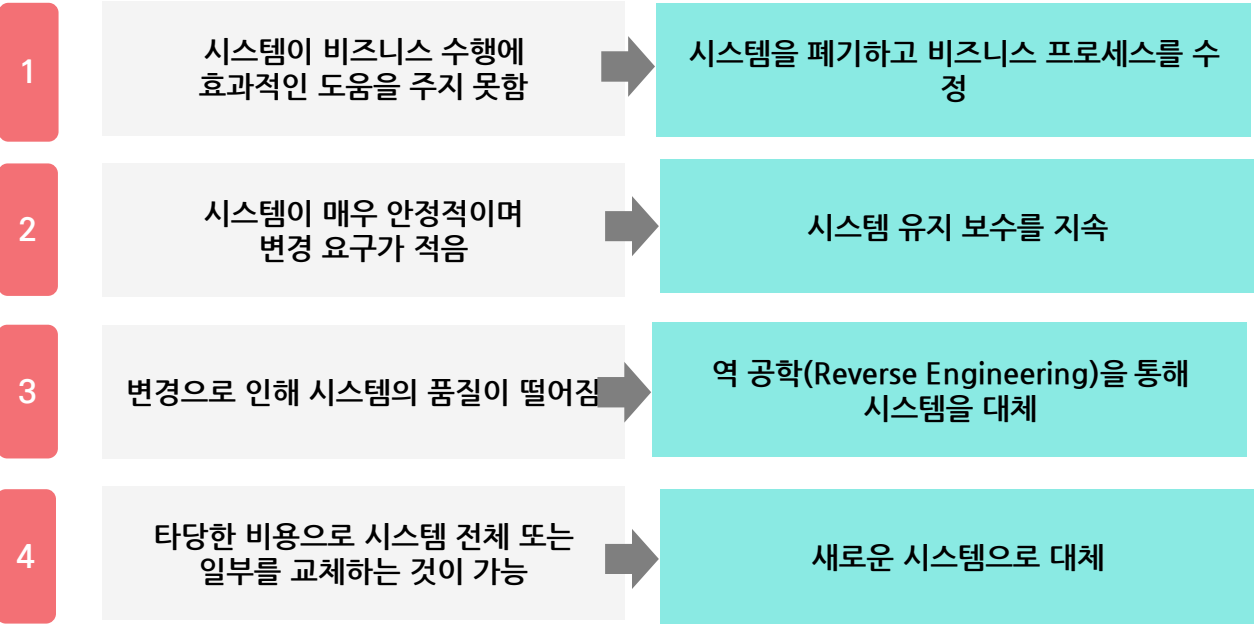 1
시스템이 비즈니스 수행에
효과적인 도움을 주지 못함
시스템을 폐기하고 비즈니스 프로세스를 수
정
2
시스템이 매우 안정적이며
변경 요구가 적음
시스템 유지 보수를 지속
3
변경으로 인해 시스템의 품질이 떨어짐
역 공학(Reverse Engineering)을 통해
시스템을 대체
4
타당한 비용으로 시스템 전체 또는
일부를 교체하는 것이 가능
새로운 시스템으로 대체